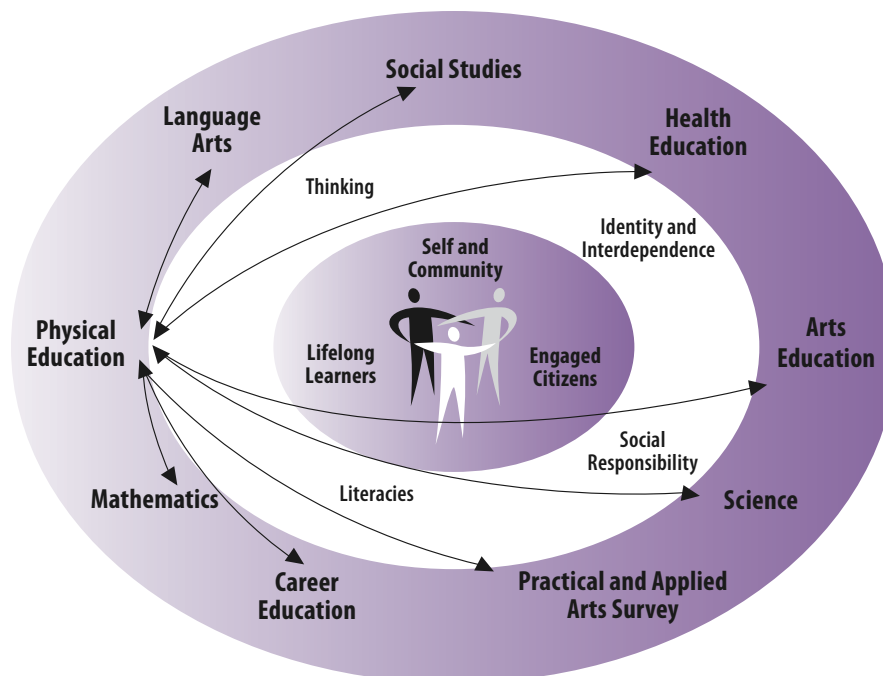 Social Studies
Language
Arts
Health
Education
Thinking
Identity and
Interdependence
Self and
Community
Physical
Education
Lifelong
Learners
Engaged
Citizens
Arts
Education
Social
Responsibility
Mathematics
Literacies
Science
Career
Education
Practical and Applied
Arts Survey